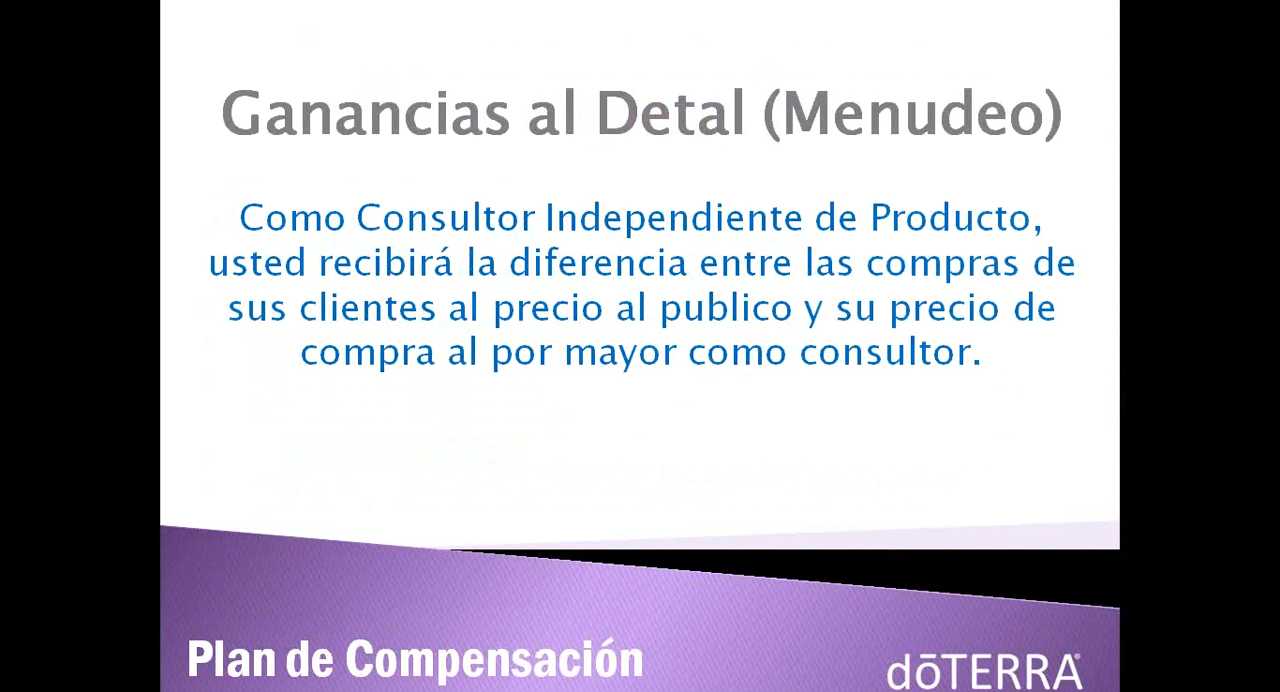 Ganancias al Detal (Menudeo)
Como Consultor Independiente de Producto,
usted recibirá la diferencia entre las compras de
sus clientes al precio al publico y su precio de
compra al por mayor como consultor.
Plan de Compensación
dōTERRA®